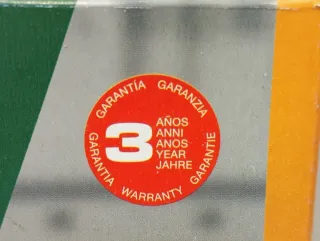 GARANTÍA GARANZIA
3
AÑOS
ANNI
ANOS
YEAR
JAHRE
GARANTIA WARRANTY GARANTIE